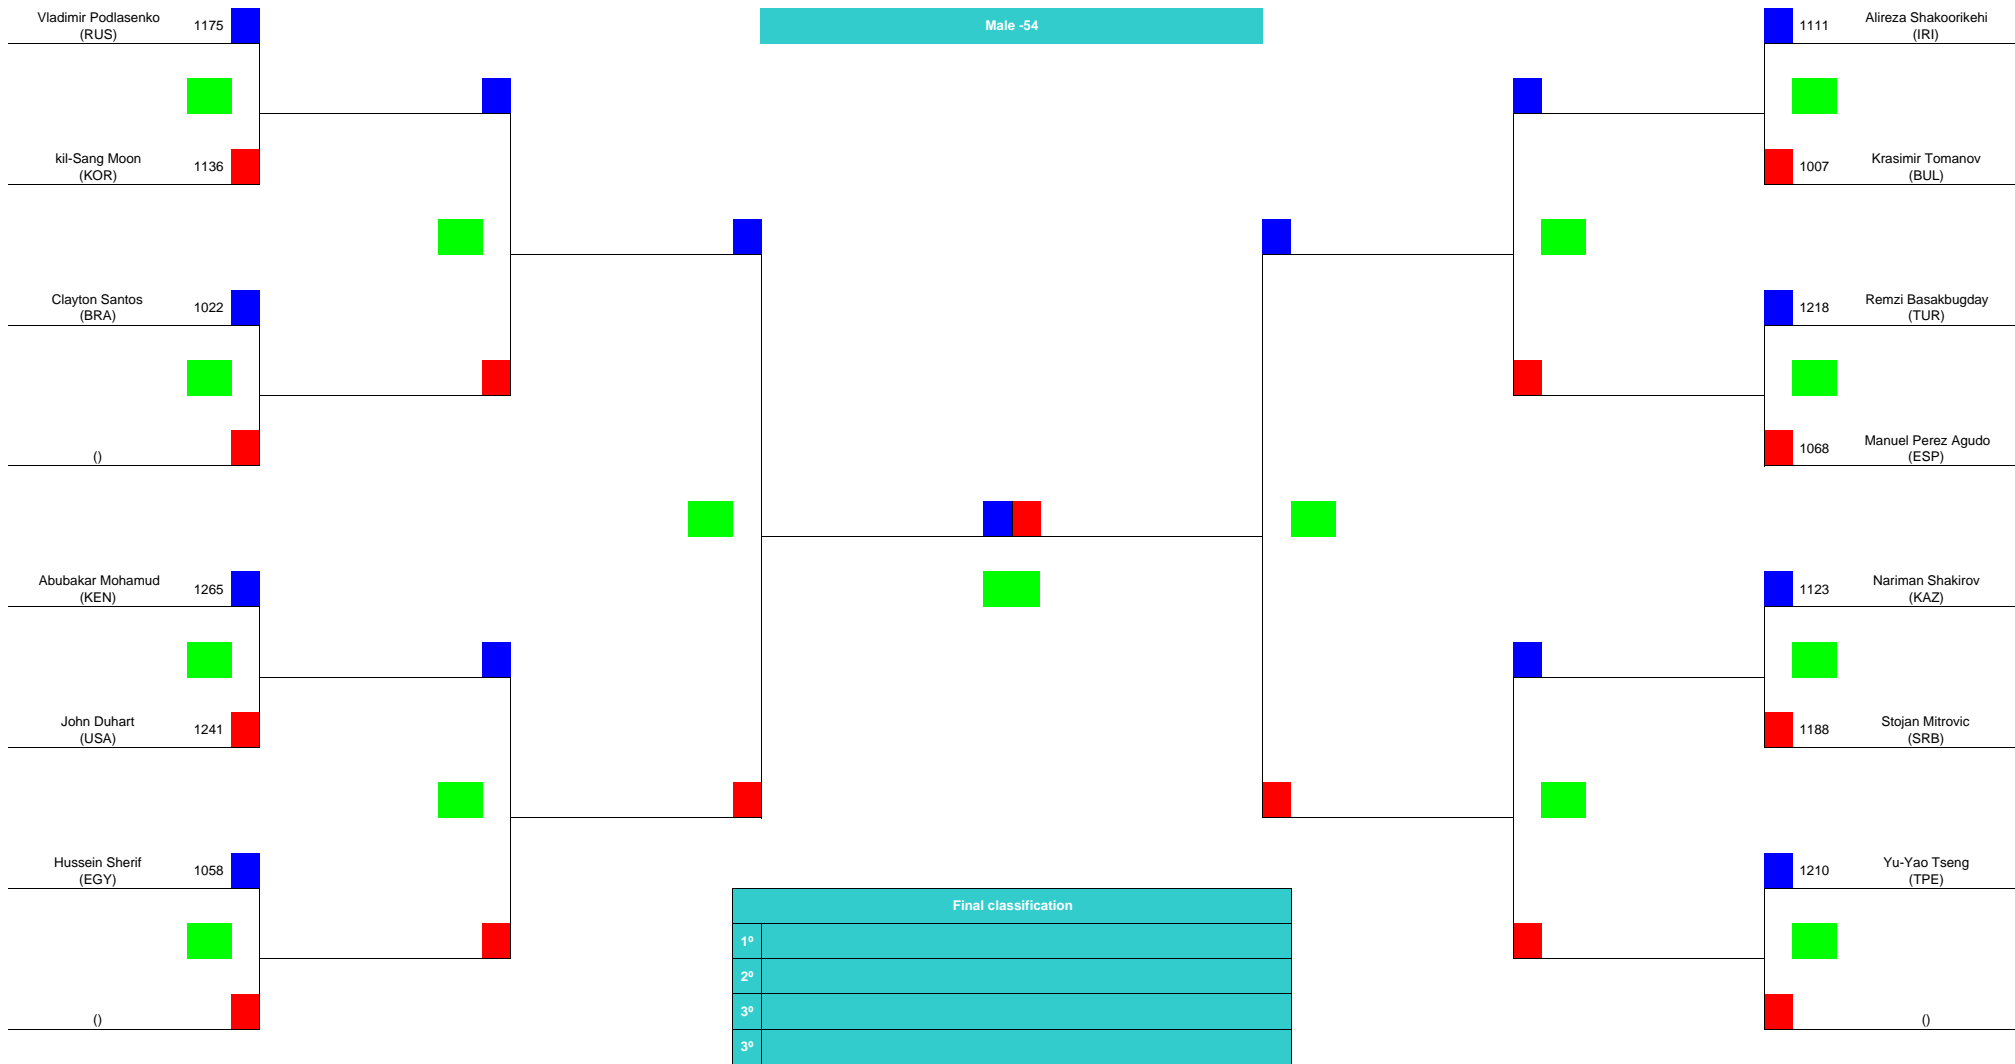 Male -54
Vladimir Podlasenko
(RUS)
1175
kil-Sang Moon
(KOR)
1136
Clayton Santos
(BRA)
1022
()
Abubakar Mohamud
(KEN)
1265
John Duhart
(USA)
1241
Hussein Sherif
(EGY)
1058
()
1111
Alireza Shakoorikehi
(IRI)
1007
Krasimir Tomanov
(BUL)
1218
Remzi Basakbugday
(TUR)
1068
Manuel Perez Agudo
(ESP)
1123
Nariman Shakirov
(KAZ)
1188
Stojan Mitrovic
(SRB)
1210
Yu-Yao Tseng
(TPE)
()
Final classification
1º
2º
3º
3º